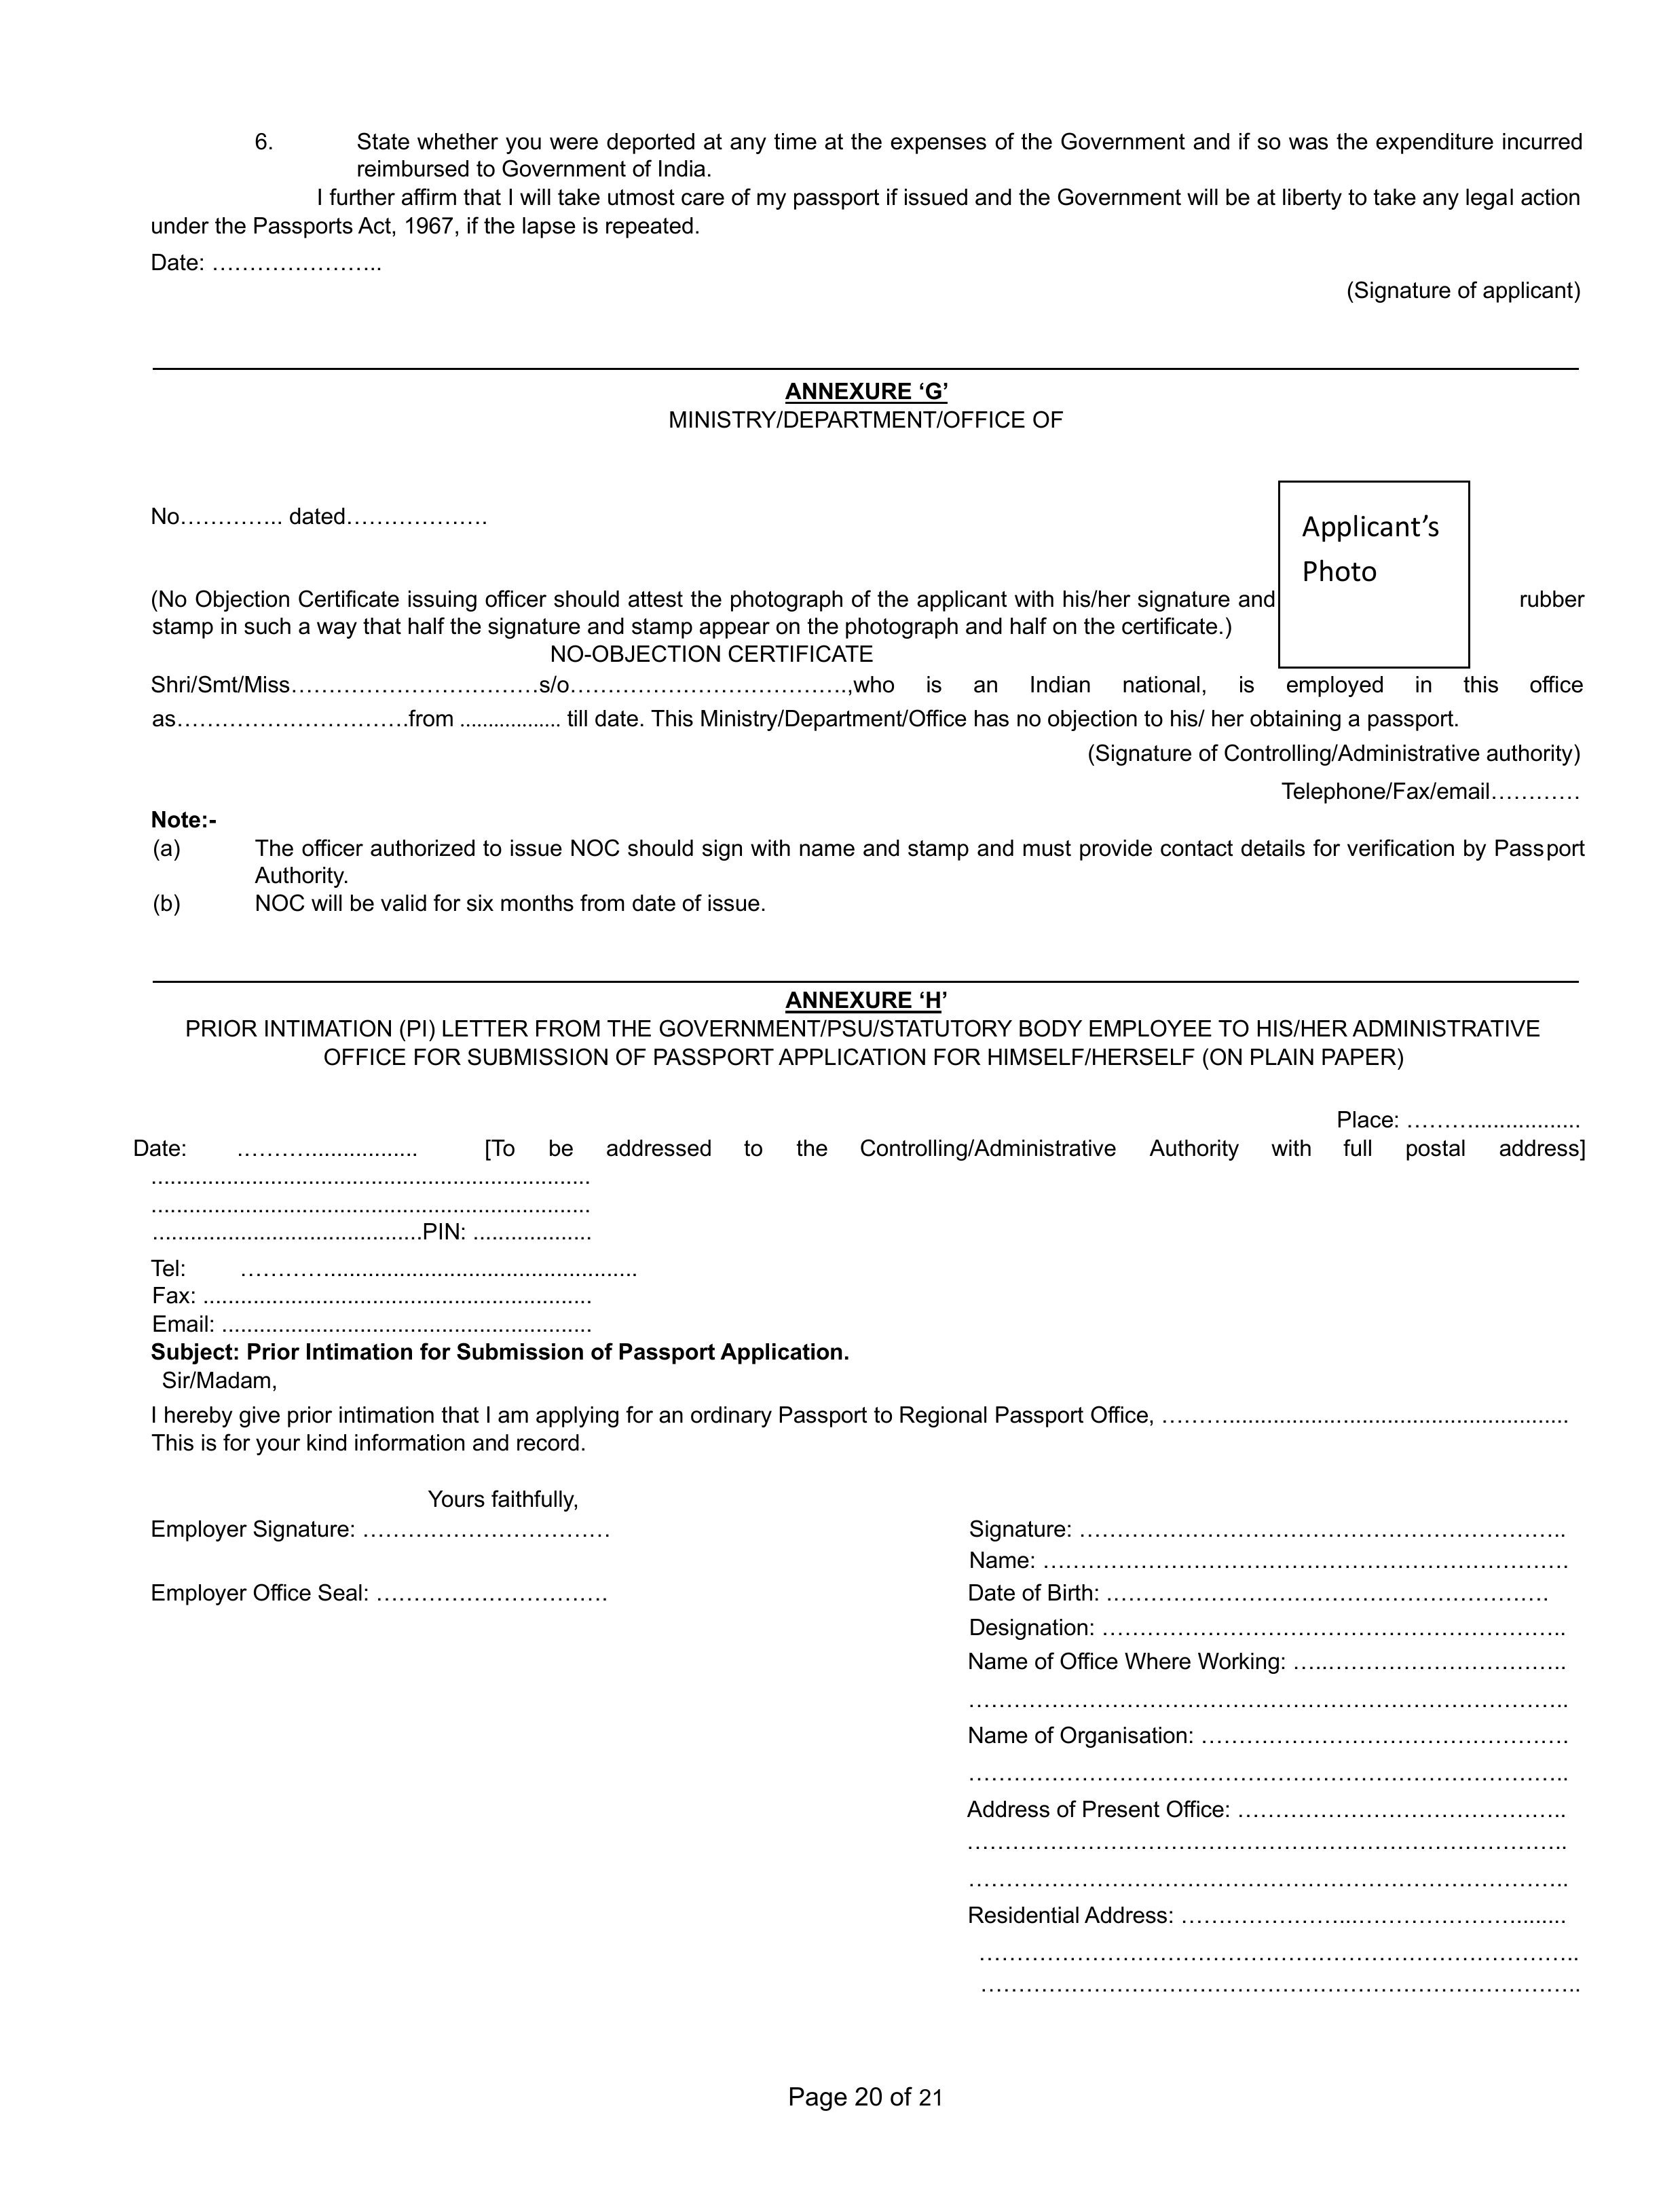 6. State whether you were deported at any time at the expenses of the Government and if so was the expenditure incurred
reimbursed to Government of India.
I further affirm that I will take utmost care of my passport if issued and the Government will be at liberty to take any legal action
under the Passports Act, 1967, if the lapse is repeated.
Date: …………………..
(Signature of applicant)
ANNEXURE ‘G’
MINISTRY/DEPARTMENT/OFFICE OF
No………….. dated……………….
Applicant’s
Photo
(No Objection Certificate issuing officer should attest the photograph of the applicant with his/her signature and rubber
stamp in such a way that half the signature and stamp appear on the photograph and half on the certificate.)
NO-OBJECTION CERTIFICATE
Shri/Smt/Miss……………………………s/o……………………………….,who is an Indian national, is employed in this office
as………………………….from ................ till date. This Ministry/Department/Office has no objection to his/ her obtaining a passport.
(Signature of Controlling/Administrative authority)
Telephone/Fax/email…………
Note:-
(a) The officer authorized to issue NOC should sign with name and stamp and must provide contact details for verification by Passport
Authority.
(b) NOC will be valid for six months from date of issue.
ANNEXURE ‘H’
PRIOR INTIMATION (PI) LETTER FROM THE GOVERNMENT/PSU/STATUTORY BODY EMPLOYEE TO HIS/HER ADMINISTRATIVE
OFFICE FOR SUBMISSION OF PASSPORT APPLICATION FOR HIMSELF/HERSELF (ON PLAIN PAPER)
Place: ………................
Date: ………................. [To be addressed to the Controlling/Administrative Authority with full postal address]
......................................................................
......................................................................
...........................................PIN: ...................
Tel: …………................................................
Fax: ..............................................................
Email: ...........................................................
Subject: Prior Intimation for Submission of Passport Application.
Sir/Madam,
I hereby give prior intimation that I am applying for an ordinary Passport to Regional Passport Office, ………......................................................
This is for your kind information and record.
Yours faithfully,
Employer Signature: ……………………………
Signature: ………………………………………………………..
Name: …………………………………………………………….
Employer Office Seal: ………………………….
Date of Birth: ………………………………………………….
Designation: ……………………………………………………..
Name of Office Where Working: …..…………………………..
……………………………………………………………………..
Name of Organisation: ………………………………………….
……………………………………………………………………..
Address of Present Office: ……………………………………..
……………………………………………………………………..
……………………………………………………………………..
Residential Address: …………………..…………………........
……………………………………………………………………..
……………………………………………………………………..
Page 20 of 21